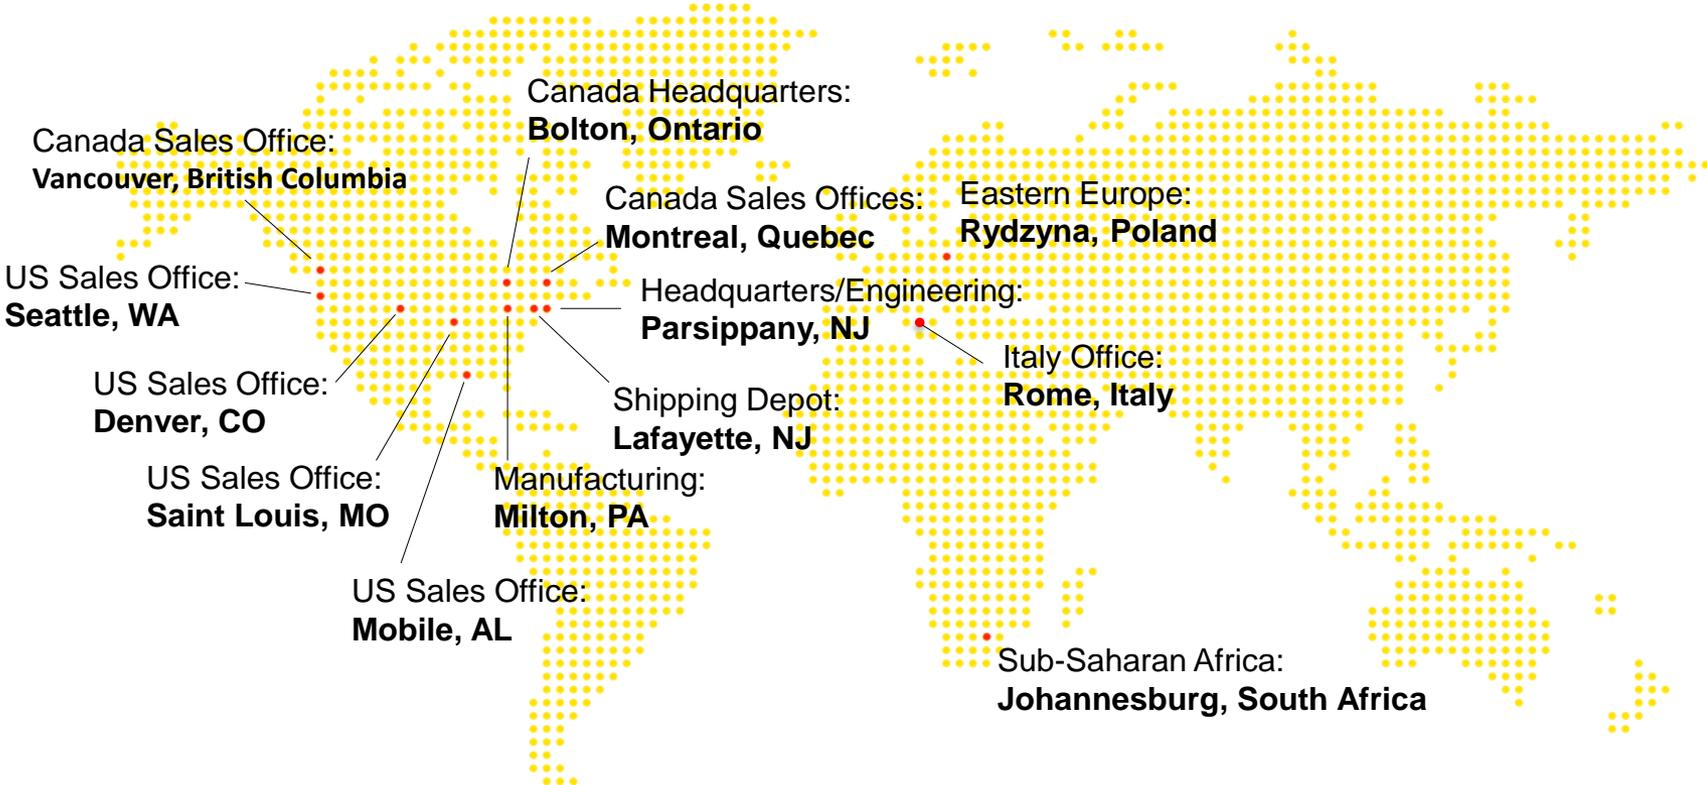 Canada Headquarters:
Bolton, Ontario
Canada Sales Office:
Vancouver, British Columbia
Canada Sales Offices:
Montreal, Quebec
Eastern Europe:
Rydzyna, Poland
US Sales Office:
Seattle, WA
Headquarters/Engineering:
Parsippany, NJ
Italy Office:
Rome, Italy
US Sales Office:
Denver, CO
Shipping Depot:
Lafayette, NJ
US Sales Office:
Saint Louis, MO
Manufacturing:
Milton, PA
US Sales Office:
Mobile, AL
Sub-Saharan Africa:
Johannesburg, South Africa